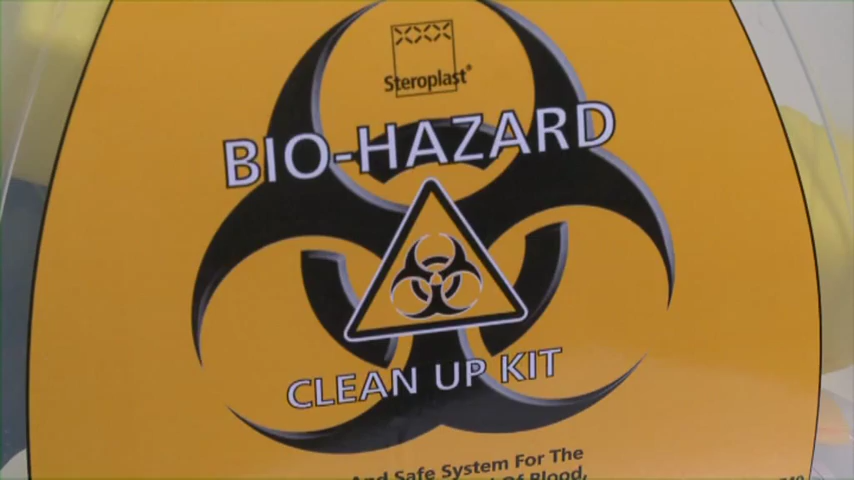 Steroplast®
BIO-HAZARD
CLEAN UP KIT
And Safe System For The
Of Blood,